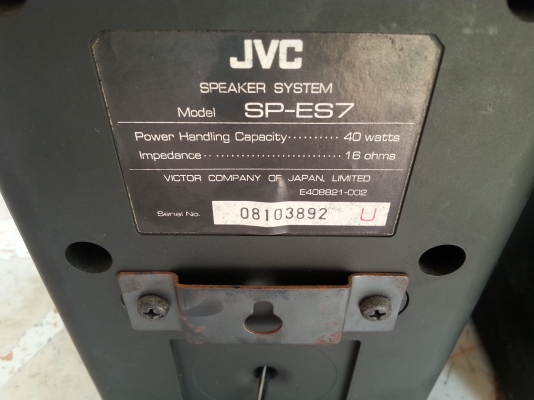 JVC
SPEAKER SYSTEM
Model SP-ES7
Power Handling Capacity·········· 40 watts
Impedance·························· 16 ohms
VICTOR COMPANY OF JAPAN, LIMITED
E408821-002
Serial No. 08103892 U